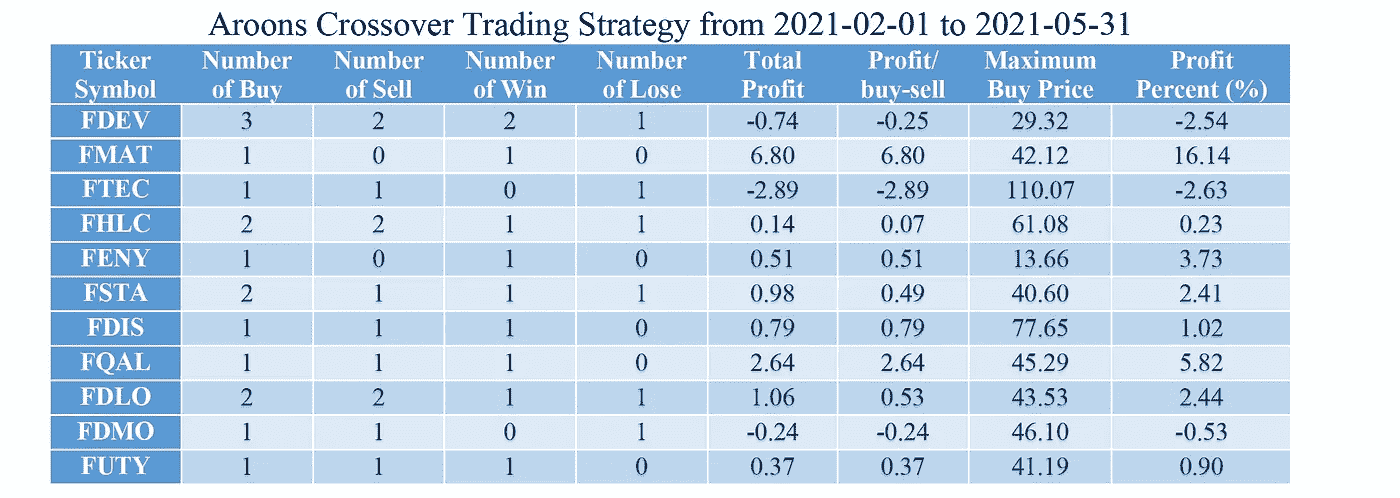 Aroons Crossover Trading Strategy from 2021-02-01 to 2021-05-31
Ticker Number Number Number Number Total Profit/ Maximum Profit
Symbol of Buy of Sell of Win of Lose Profit buy-sell Buy Price Percent (%)
FDEV 3 2 2 1 -0.74 -0.25 29.32 -2.54
FMAT 1 0 1 0 6.80 6.80 42.12 16.14
FTEC 1 1 0 1 -2.89 -2.89 110.07 -2.63
FHLC 2 2 1 1 0.14 0.07 61.08 0.23
FENY 1 0 1 0 0.51 0.51 13.66 3.73
FSTA 2 1 1 1 0.98 0.49 40.60 2.41
FDIS 1 1 1 0 0.79 0.79 77.65 1.02
FQAL 1 1 1 0 2.64 2.64 45.29 5.82
FDLO 2 2 1 1 1.06 0.53 43.53 2.44
FDMO 1 1 0 1 -0.24 -0.24 46.10 -0.53
FUTY 1 1 1 0 0.37 0.37 41.19 0.90